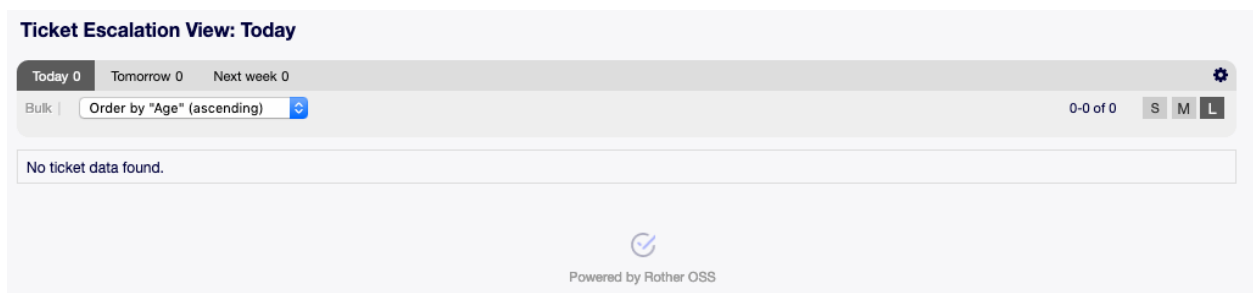 Ticket Escalation View: Today
Today 0 Tomorrow 0 Next week 0
Bulk | Order by "Age" (ascending) 0-0 of 0 S M L
No ticket data found.
Powered by Rother OSS